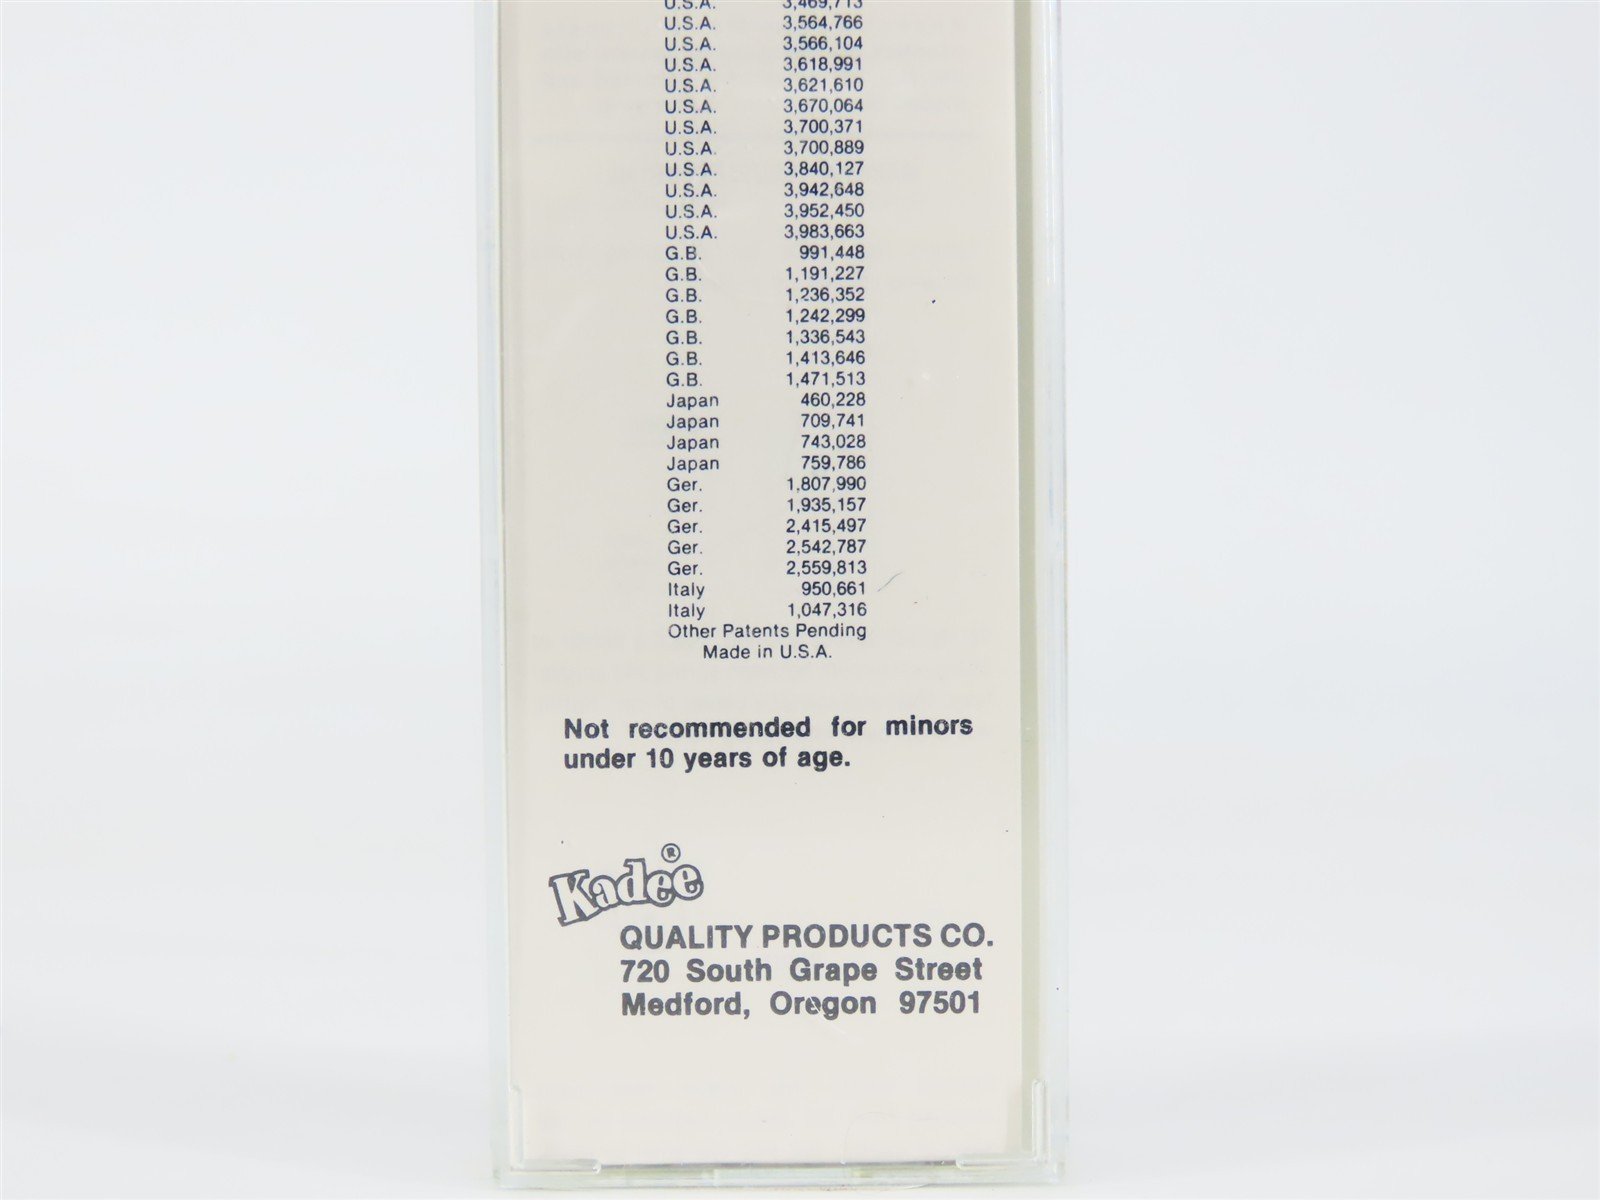 U.S.A. 3,469,713
U.S.A. 3,564,766
U.S.A. 3,566,104
U.S.A. 3,618,991
U.S.A. 3,621,610
U.S.A. 3,670,064
U.S.A. 3,700,371
U.S.A. 3,700,889
U.S.A. 3,840,127
U.S.A. 3,942,648
U.S.A. 3,952,450
U.S.A. 3,983,663
G.B. 991,448
G.B. 1,191,227
G.B. 1,236,352
G.B. 1,242,299
G.B. 1,336,543
G.B. 1,413,646
G.B. 1,471,513
Japan 460,228
Japan 709,741
Japan 743,028
Japan 759,786
Ger. 1,807,990
Ger. 1,935,157
Ger. 2,415,497
Ger. 2,542,787
Ger. 2,559,813
Italy 950,661
Italy 1,047,316
Other Patents Pending
Made in U.S.A.
Not recommended for minors
under 10 years of age.
Kadee®
QUALITY PRODUCTS CO.
720 South Grape Street
Medford, Oregon 97501